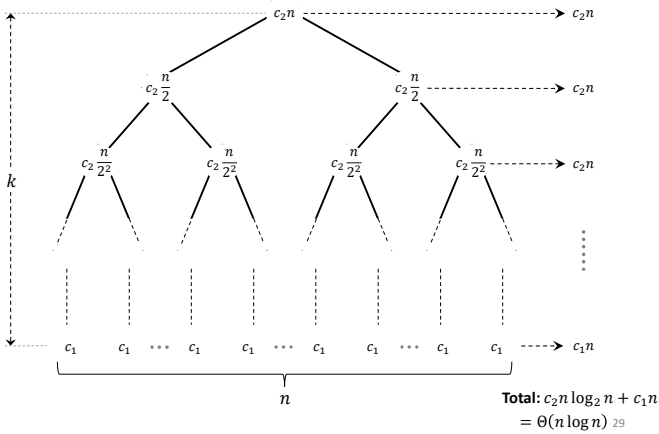 c₂n c₂n
c₂ n/2 c₂ n/2 c₂n
c₂ n/2² c₂ n/2² c₂ n/2² c₂ n/2² c₂n
k
c₁ c₁ ••• c₁ c₁ ••• c₁ c₁ ••• c₁ c₁ c₁n
n
Total: c₂n log₂ n + c₁n
= Θ(n log n) 29